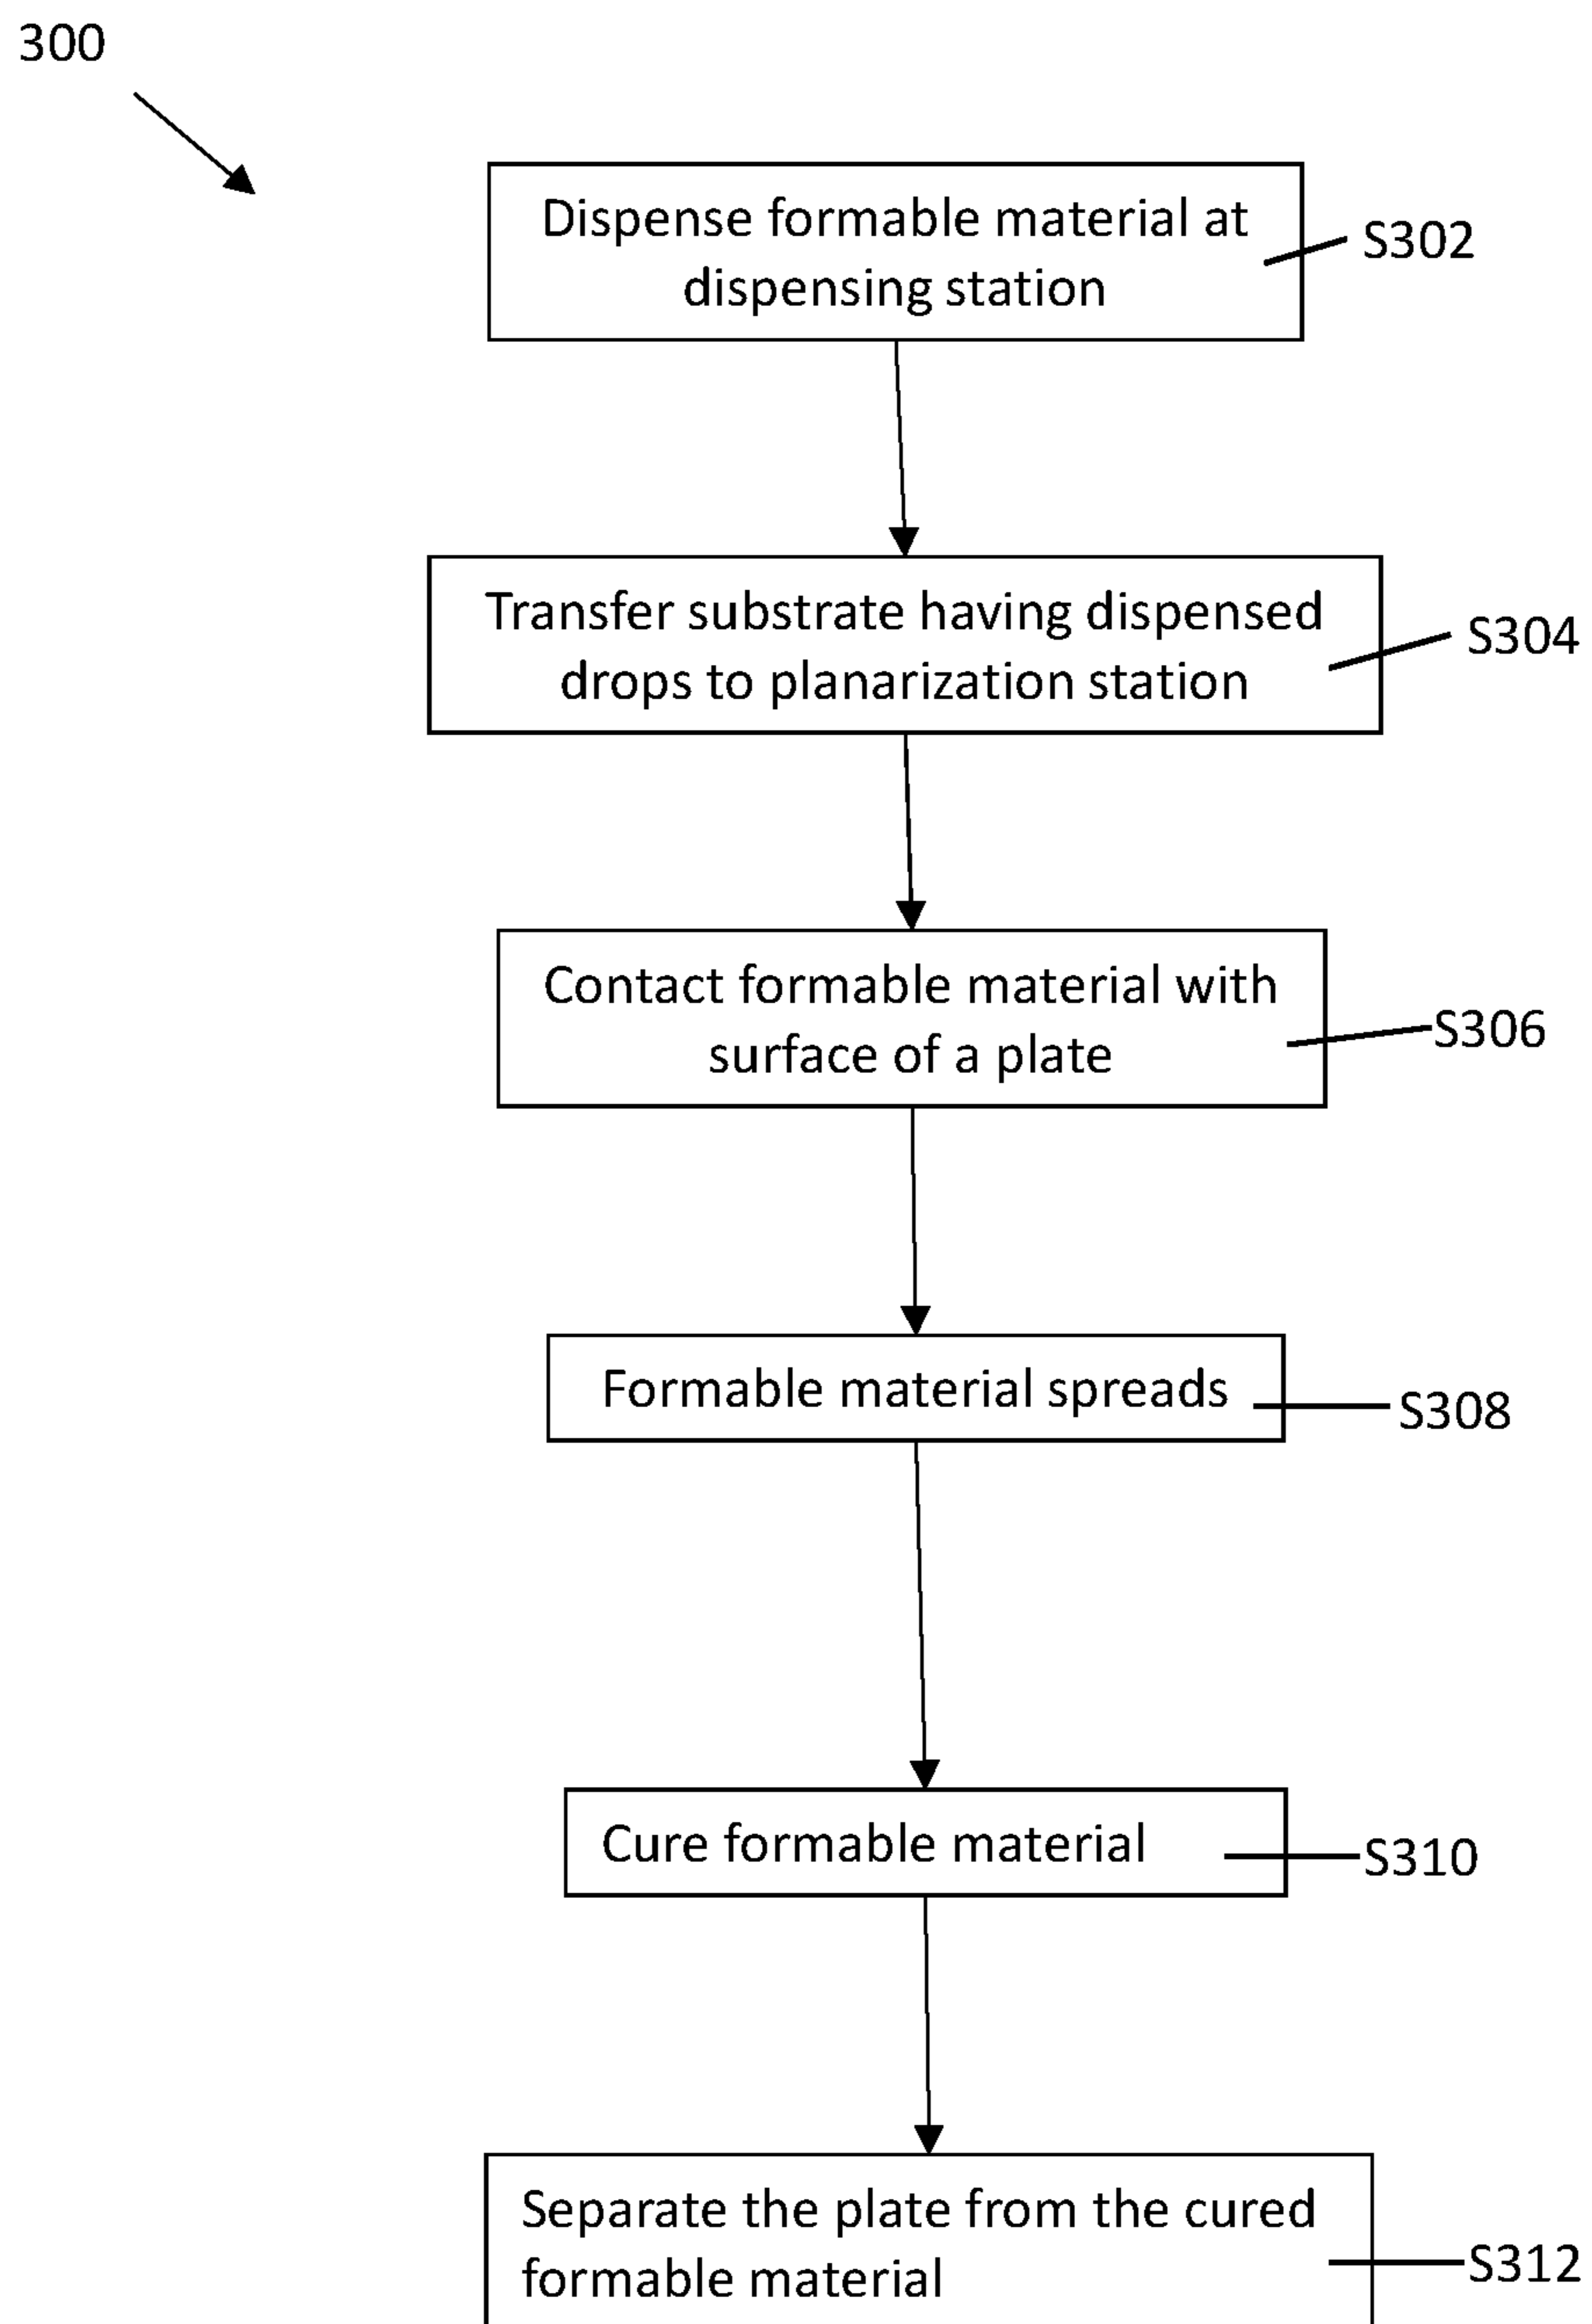 300
Dispense formable material at
dispensing station
S302
Transfer substrate having dispensed
drops to planarization station
S304
Contact formable material with
surface of a plate
S306
Formable material spreads
S308
Cure formable material
S310
Separate the plate from the cured
formable material
S312